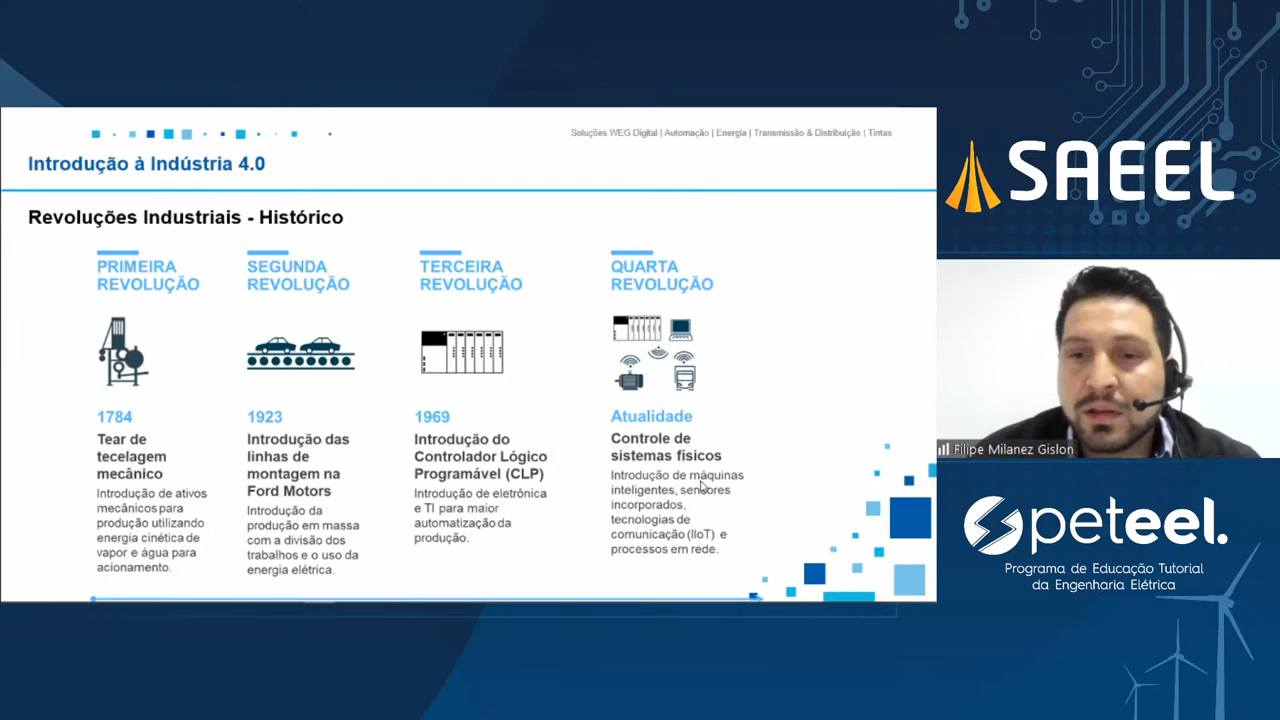 Soluções WEG Digital | Automação | Energia | Transmissão & Distribuição | Tintas
Introdução à Indústria 4.0
Revoluções Industriais - Histórico
PRIMEIRA
REVOLUÇÃO
1784
Tear de
tecelagem
mecânico
Introdução de ativos
mecânicos para
produção utilizando
energia cinética de
vapor e água para
acionamento.
SEGUNDA
REVOLUÇÃO
1923
Introdução das
linhas de
montagem na
Ford Motors
Introdução da
produção em massa
com a divisão dos
trabalhos e o uso da
energia elétrica.
TERCEIRA
REVOLUÇÃO
1969
Introdução do
Controlador Lógico
Programável (CLP)
Introdução de eletrônica
e TI para maior
automatização da
produção.
QUARTA
REVOLUÇÃO
Atualidade
Controle de
sistemas físicos
Introdução de máquinas
inteligentes, sensores
incorporados,
tecnologias de
comunicação (IIoT) e
processos em rede.
SAEEL
Filipe Milanez Gislon
peteel.
Programa de Educação Tutorial
da Engenharia Elétrica